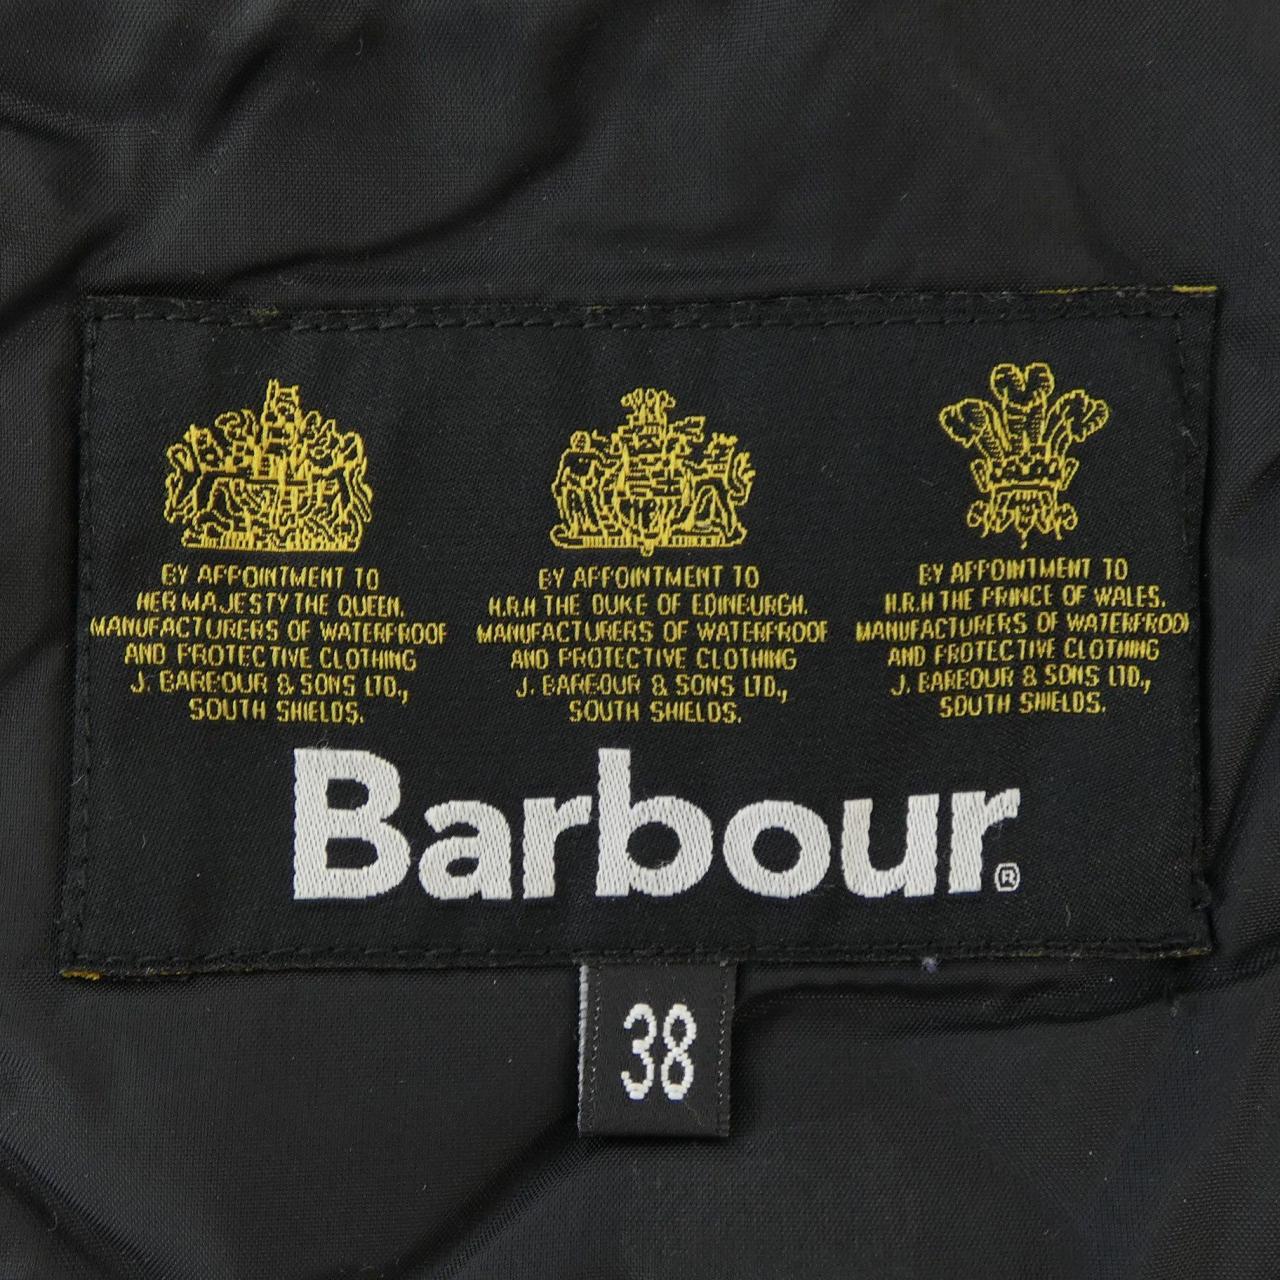 BY APPOINTMENT TO
HER MAJESTY THE QUEEN,
MANUFACTURERS OF WATERPROOF
AND PROTECTIVE CLOTHING
J. BARBOUR & SONS LTD.,
SOUTH SHIELDS.
BY APPOINTMENT TO
H.R.H THE DUKE OF EDINBURGH.
MANUFACTURERS OF WATERPROOF
AND PROTECTIVE CLOTHING
J. BARBOUR & SONS LTD.,
SOUTH SHIELDS.
BY APPOINTMENT TO
H.R.H THE PRINCE OF WALES.
MANUFACTURERS OF WATERPROOF
AND PROTECTIVE CLOTHING
J. BARBOUR & SONS LTD.,
SOUTH SHIELDS.
Barbour®
38